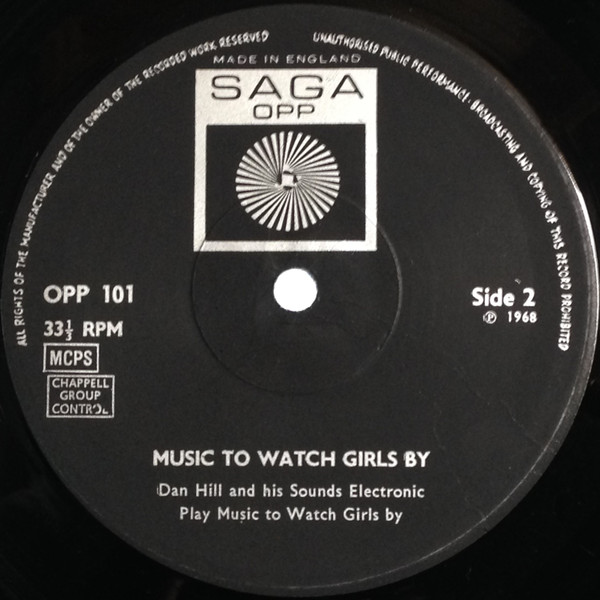 ALL RIGHTS OF THE MANUFACTURER AND OF THE OWNER OF THE RECORDED WORK RESERVED
UNAUTHORISED PUBLIC PERFORMANCE · BROADCASTING AND COPYING OF THIS RECORD PROHIBITED
MADE IN ENGLAND
SAGA
OPP
OPP 101
Side 2
33⅓ RPM
℗ 1968
MCPS
CHAPPELL
GROUP
CONTROL
MUSIC TO WATCH GIRLS BY
Dan Hill and his Sounds Electronic
Play Music to Watch Girls by